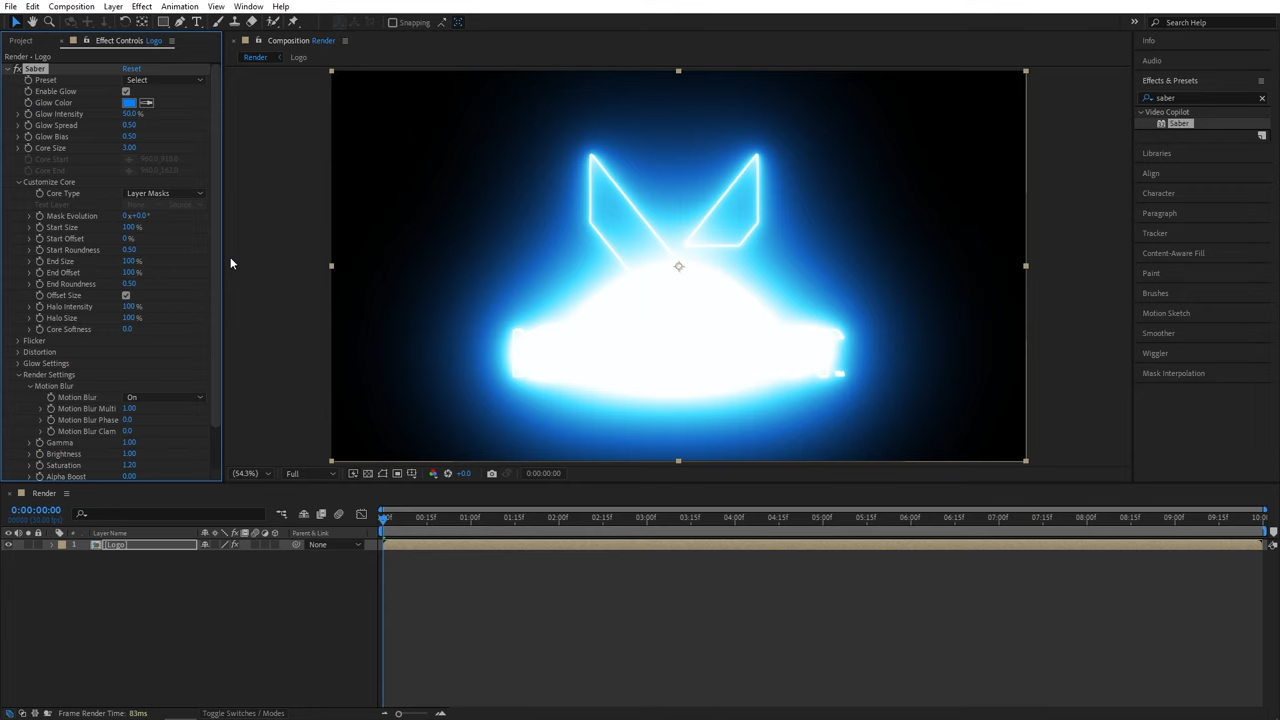 File Edit Composition Layer Effect Animation View Window Help
Snapping
Search Help
Project
Effect Controls Logo
Composition Render
Info
Render • Logo
Render
Logo
Audio
fx Saber Reset
Effects & Presets
Preset Select
Enable Glow
saber
Glow Color
Video Copilot
Glow Intensity 50.0 %
Saber
Glow Spread 0.50
Glow Bias 0.50
Core Size 3.00
Libraries
Core Start 960.0,918.0
Core End 960.0,162.0
Align
Customize Core
Core Type Layer Masks
Character
Text Layer None Source
Paragraph
Mask Evolution 0x+0.0°
Start Size 100 %
Tracker
Start Offset 0 %
Start Roundness 0.50
Content-Aware Fill
End Size 100 %
End Offset 100 %
Paint
End Roundness 0.50
Brushes
Offset Size
Halo Intensity 100 %
Motion Sketch
Halo Size 100 %
Core Softness 0.0
Smoother
Flicker
Distortion
Wiggler
Glow Settings
Render Settings
Mask Interpolation
Motion Blur
Motion Blur On
Motion Blur Multi 1.00
Motion Blur Phase 0.0
Motion Blur Clam 0.0
Gamma 1.00
Brightness 1.00
Saturation 1.20
Alpha Boost 0.00
(54.3%) Full +0.0 0:00:00:00
Render
0:00:00:00
00000 (30.00 fps)
00:15f 01:00f 01:15f 02:00f 02:15f 03:00f 03:15f 04:00f 04:15f 05:00f 05:15f 06:00f 06:15f 07:00f 07:15f 08:00f 08:15f 09:00f 09:15f 10:0
# Layer Name Parent & Link
1 [Logo] fx None
Frame Render Time: 83ms Toggle Switches / Modes